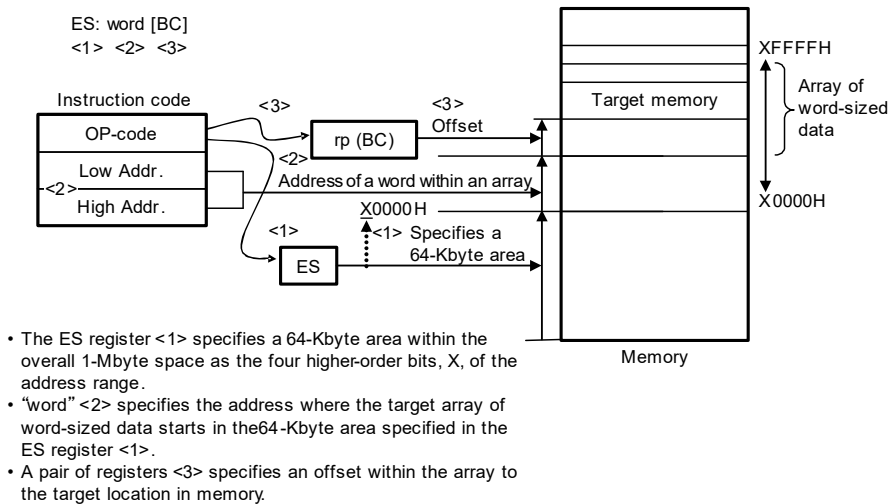 ES: word [BC]
<1> <2> <3>
Instruction code
OP-code
Low Addr.
<2>
High Addr.
<3>
rp (BC)
<3>
Offset
<2>
Address of a word within an array
X0000H
<1>
ES
<1> Specifies a
64-Kbyte area
Target memory
Memory
XFFFFH
Array of
word-sized
data
X0000H
• The ES register <1> specifies a 64-Kbyte area within the
overall 1-Mbyte space as the four higher-order bits, X, of the
address range.
• “word” <2> specifies the address where the target array of
word-sized data starts in the64-Kbyte area specified in the
ES register <1>.
• A pair of registers <3> specifies an offset within the array to
the target location in memory.